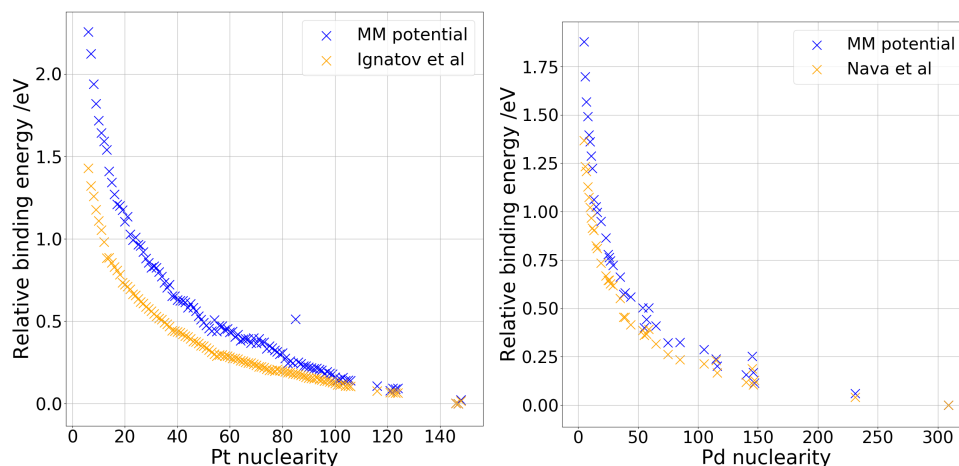 MM potential
Ignatov et al
Relative binding energy /eV
2.0
1.5
1.0
0.5
0.0
0 20 40 60 80 100 120 140
Pt nuclearity
MM potential
Nava et al
Relative binding energy /eV
1.75
1.50
1.25
1.00
0.75
0.50
0.25
0.00
0 50 100 150 200 250 300
Pd nuclearity